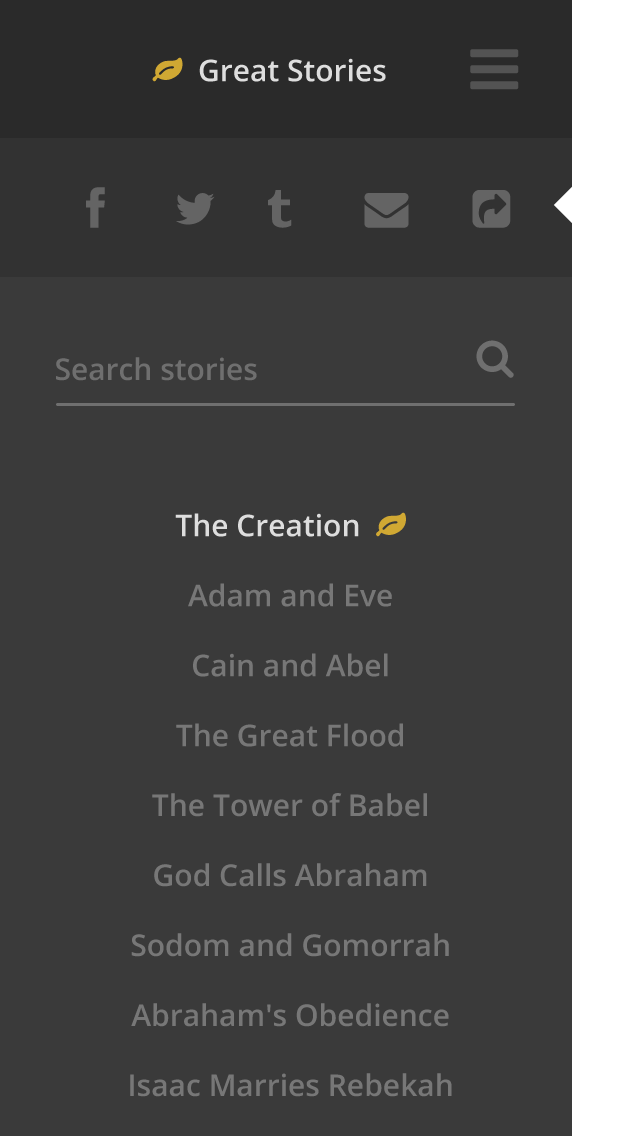 Great Stories
Search stories
The Creation
Adam and Eve
Cain and Abel
The Great Flood
The Tower of Babel
God Calls Abraham
Sodom and Gomorrah
Abraham's Obedience
Isaac Marries Rebekah